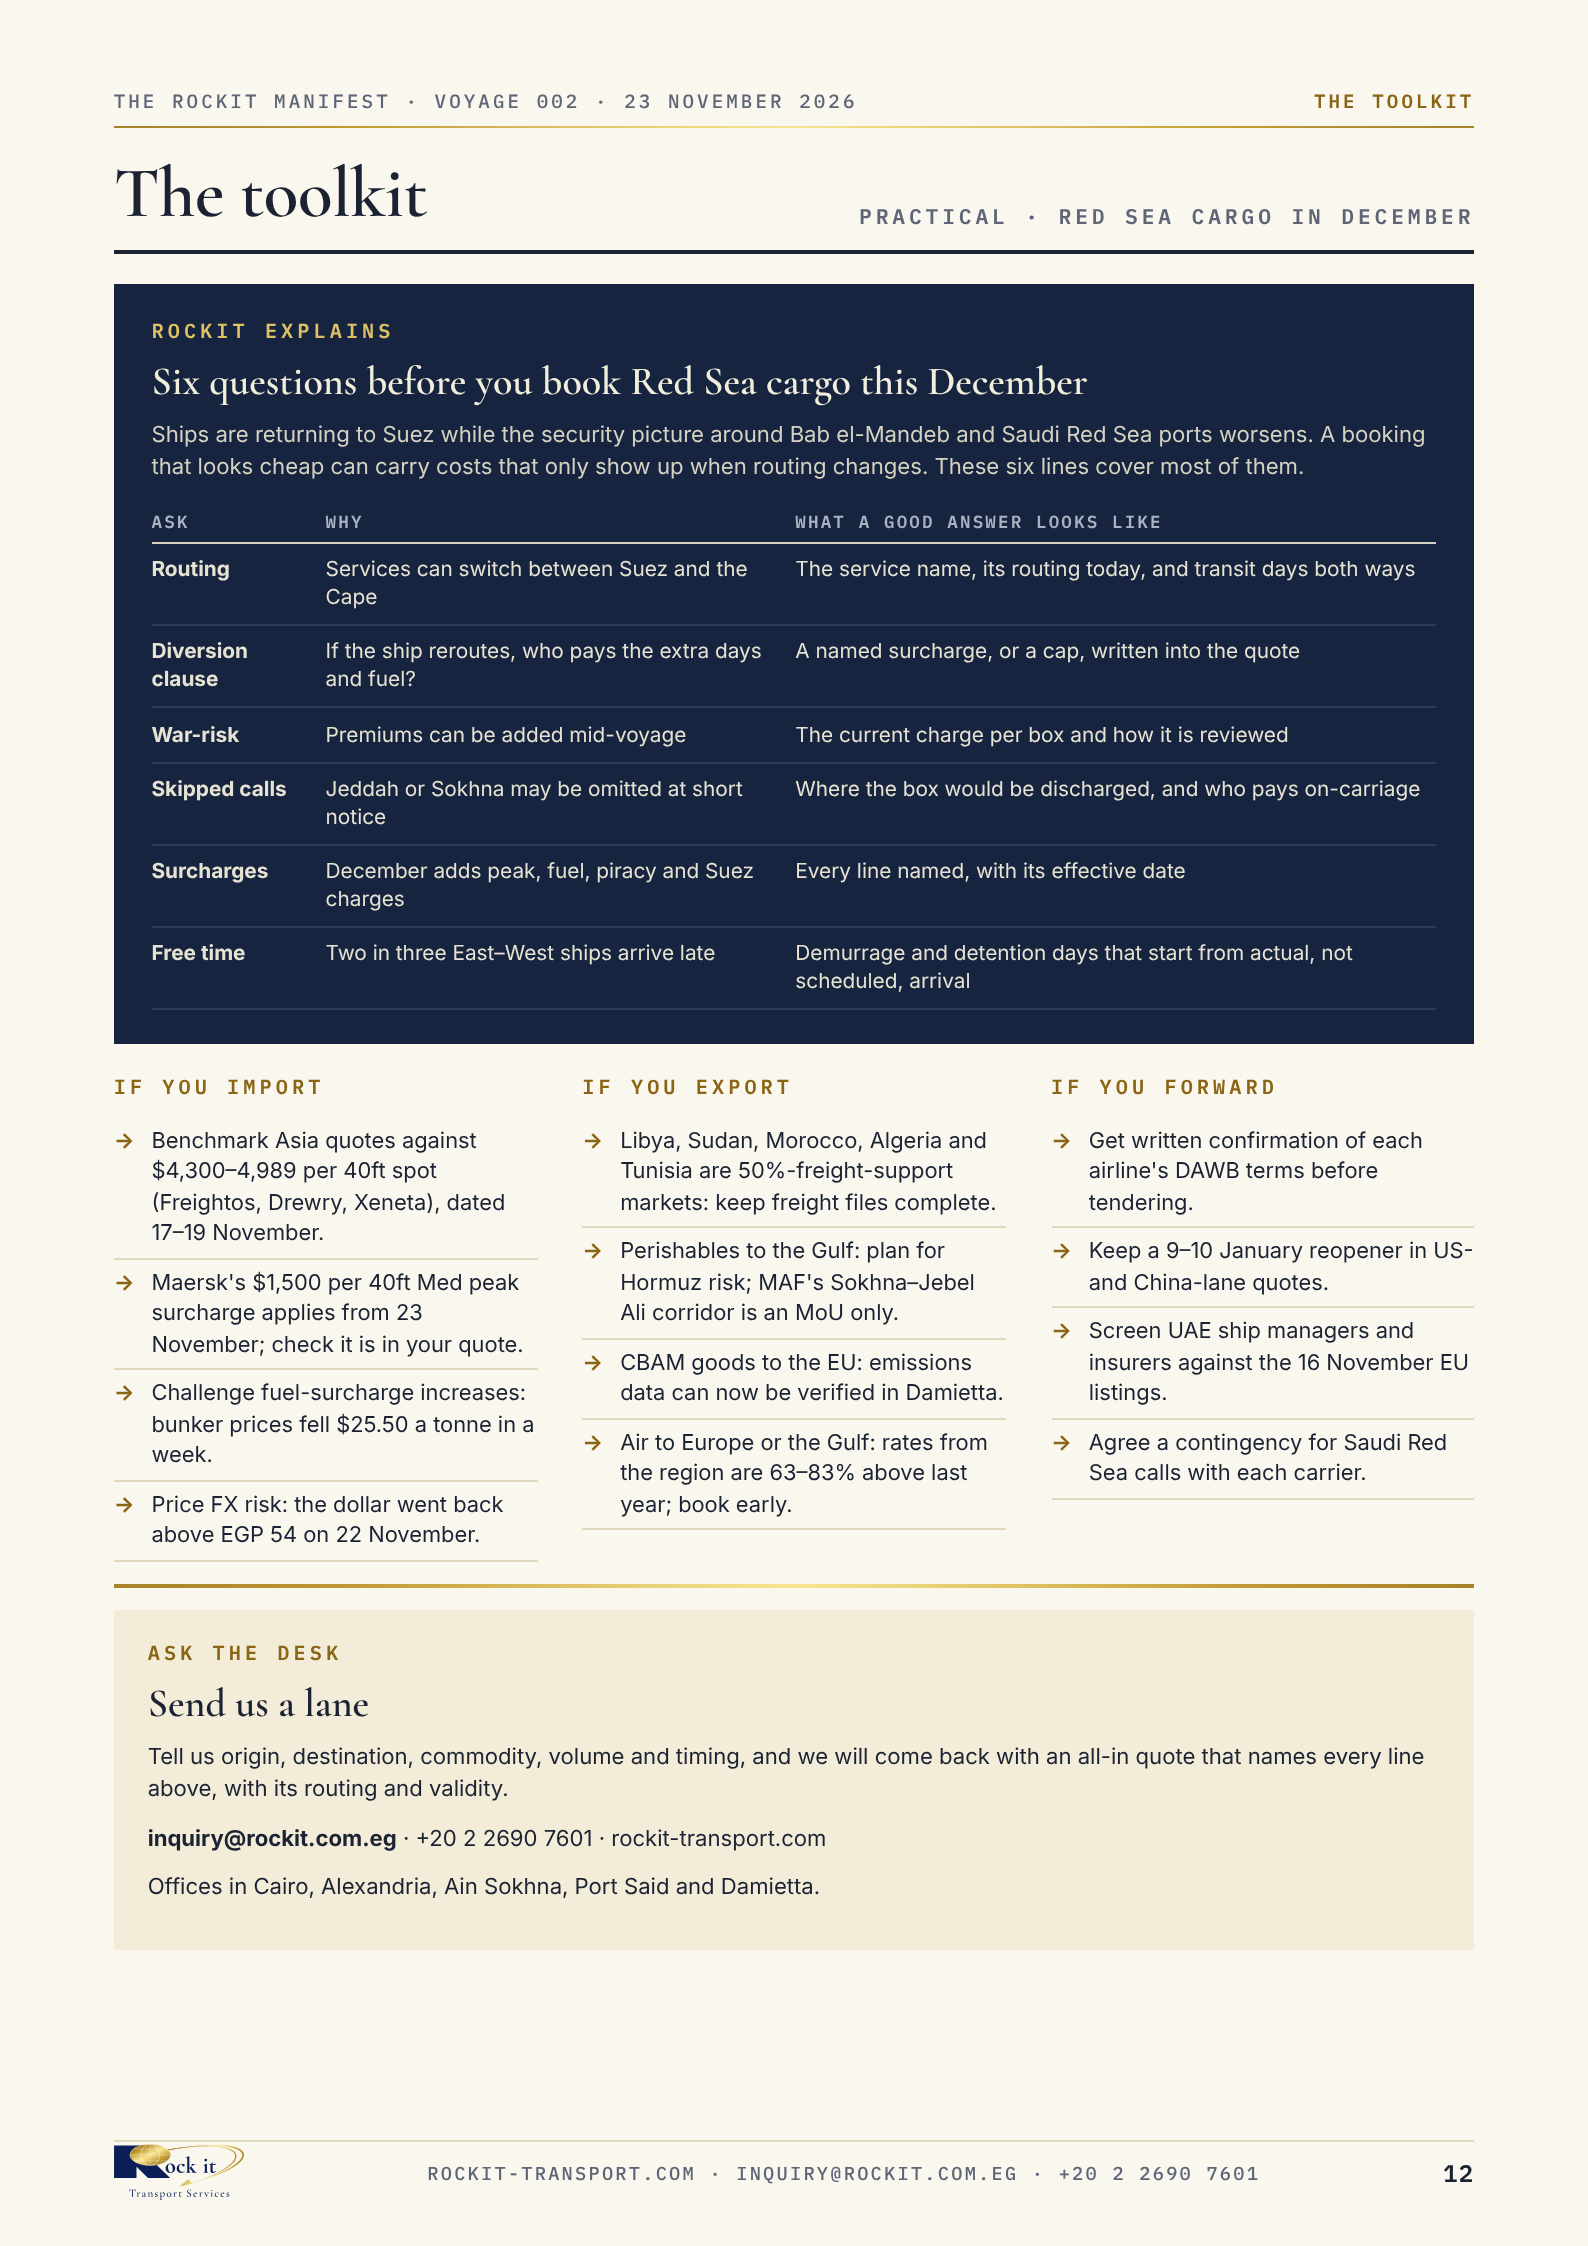 THE ROCKIT MANIFEST · VOYAGE 002 · 23 NOVEMBER 2026
THE TOOLKIT
The toolkit
PRACTICAL · RED SEA CARGO IN DECEMBER
ROCKIT EXPLAINS
Six questions before you book Red Sea cargo this December
Ships are returning to Suez while the security picture around Bab el-Mandeb and Saudi Red Sea ports worsens. A booking
that looks cheap can carry costs that only show up when routing changes. These six lines cover most of them.
ASK WHY WHAT A GOOD ANSWER LOOKS LIKE
Routing
Services can switch between Suez and the
Cape
The service name, its routing today, and transit days both ways
Diversion
clause
If the ship reroutes, who pays the extra days
and fuel?
A named surcharge, or a cap, written into the quote
War-risk
Premiums can be added mid-voyage
The current charge per box and how it is reviewed
Skipped calls
Jeddah or Sokhna may be omitted at short
notice
Where the box would be discharged, and who pays on-carriage
Surcharges
December adds peak, fuel, piracy and Suez
charges
Every line named, with its effective date
Free time
Two in three East–West ships arrive late
Demurrage and detention days that start from actual, not
scheduled, arrival
IF YOU IMPORT
→ Benchmark Asia quotes against
$4,300–4,989 per 40ft spot
(Freightos, Drewry, Xeneta), dated
17–19 November.
→ Maersk's $1,500 per 40ft Med peak
surcharge applies from 23
November; check it is in your quote.
→ Challenge fuel-surcharge increases:
bunker prices fell $25.50 a tonne in a
week.
→ Price FX risk: the dollar went back
above EGP 54 on 22 November.
IF YOU EXPORT
→ Libya, Sudan, Morocco, Algeria and
Tunisia are 50%-freight-support
markets: keep freight files complete.
→ Perishables to the Gulf: plan for
Hormuz risk; MAF's Sokhna–Jebel
Ali corridor is an MoU only.
→ CBAM goods to the EU: emissions
data can now be verified in Damietta.
→ Air to Europe or the Gulf: rates from
the region are 63–83% above last
year; book early.
IF YOU FORWARD
→ Get written confirmation of each
airline's DAWB terms before
tendering.
→ Keep a 9–10 January reopener in US-
and China-lane quotes.
→ Screen UAE ship managers and
insurers against the 16 November EU
listings.
→ Agree a contingency for Saudi Red
Sea calls with each carrier.
ASK THE DESK
Send us a lane
Tell us origin, destination, commodity, volume and timing, and we will come back with an all-in quote that names every line
above, with its routing and validity.
inquiry@rockit.com.eg · +20 2 2690 7601 · rockit-transport.com
Offices in Cairo, Alexandria, Ain Sokhna, Port Said and Damietta.
Rock it
Transport Services
ROCKIT-TRANSPORT.COM · INQUIRY@ROCKIT.COM.EG · +20 2 2690 7601
12